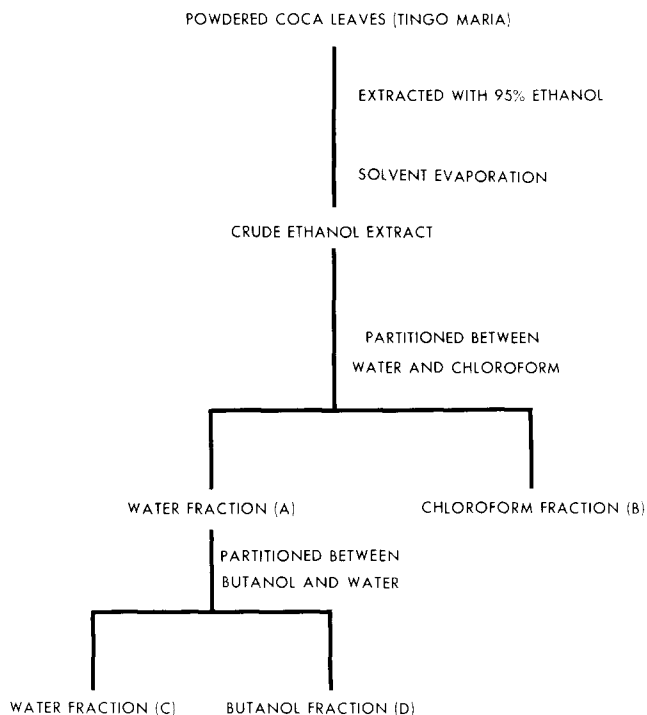 POWDERED COCA LEAVES (TINGO MARIA)
EXTRACTED WITH 95% ETHANOL
SOLVENT EVAPORATION
CRUDE ETHANOL EXTRACT
PARTITIONED BETWEEN
WATER AND CHLOROFORM
WATER FRACTION (A)
CHLOROFORM FRACTION (B)
PARTITIONED BETWEEN
BUTANOL AND WATER
WATER FRACTION (C)
BUTANOL FRACTION (D)